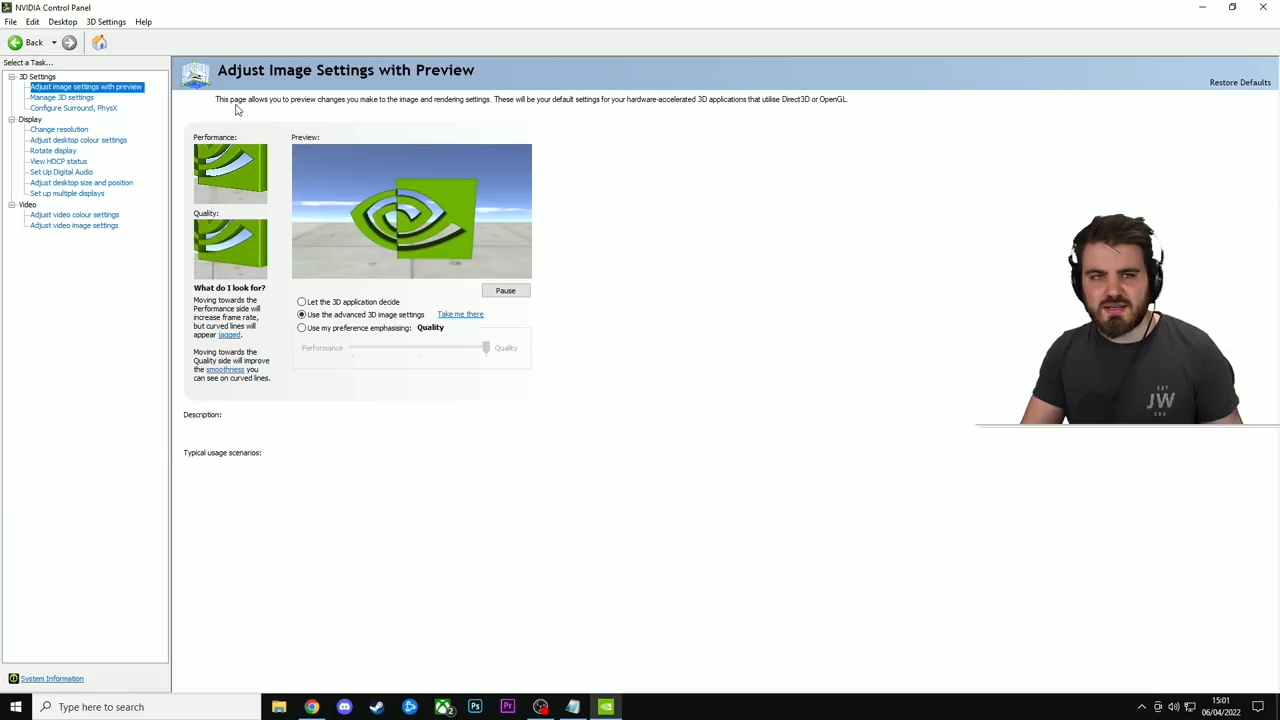 NVIDIA Control Panel
File Edit Desktop 3D Settings Help
Back
Select a Task...
3D Settings
Adjust image settings with preview
Manage 3D settings
Configure Surround, PhysX
Display
Change resolution
Adjust desktop colour settings
Rotate display
View HDCP status
Set Up Digital Audio
Adjust desktop size and position
Set up multiple displays
Video
Adjust video colour settings
Adjust video image settings
System Information
Adjust Image Settings with Preview
Restore Defaults
This page allows you to preview changes you make to the image and rendering settings. These will be your default settings for your hardware-accelerated 3D applications that utilise Direct3D or OpenGL.
Performance:
Quality:
What do I look for?
Moving towards the
Performance side will
increase frame rate,
but curved lines will
appear jagged.
Moving towards the
Quality side will improve
the smoothness you
can see on curved lines.
Preview:
Pause
Let the 3D application decide
Use the advanced 3D image settings Take me there
Use my preference emphasising: Quality
Performance Quality
Description:
Typical usage scenarios:
JW
Type here to search
Ps
Pr
2
15:01
06/04/2022